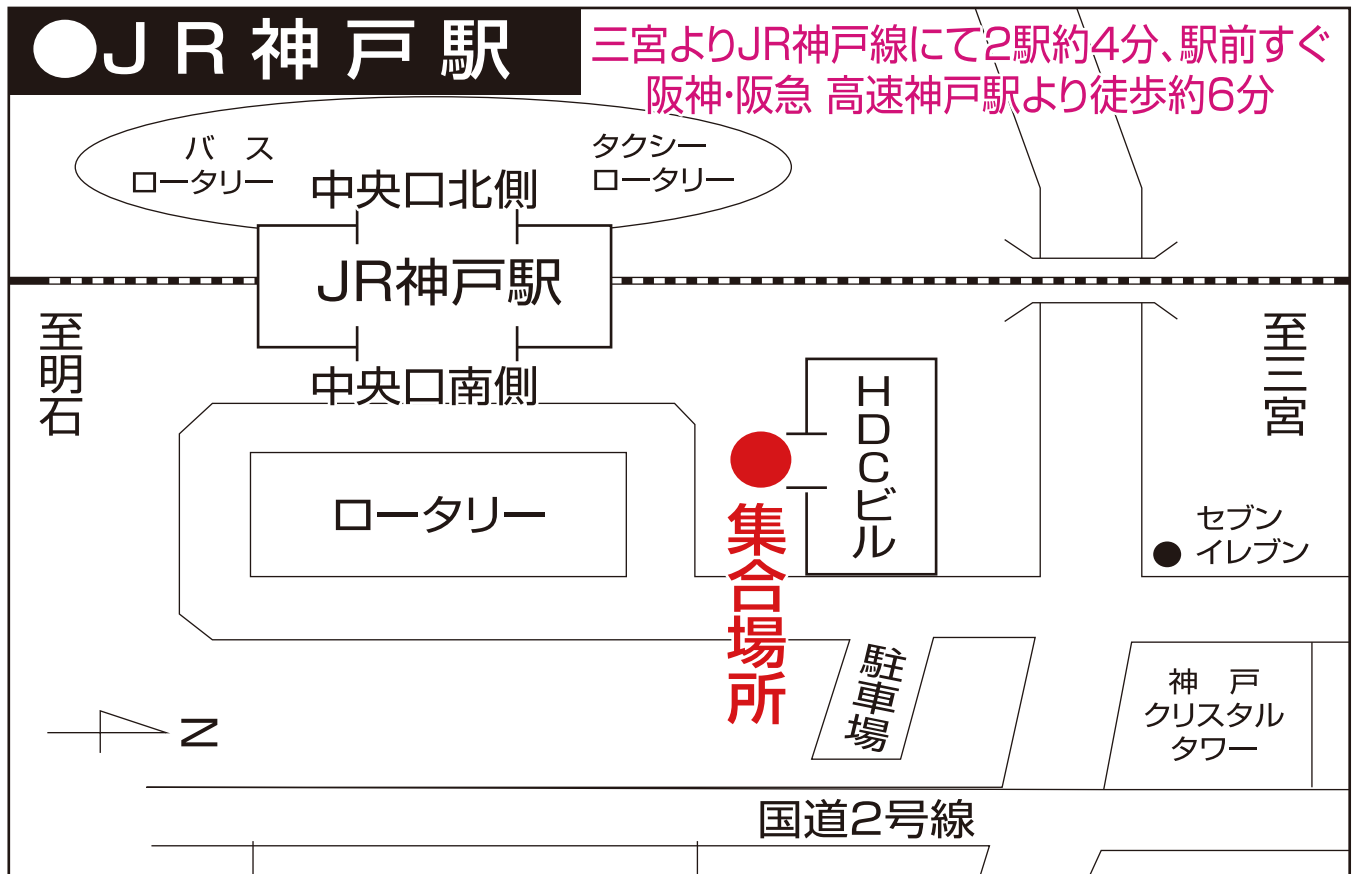 ●JR神戸駅
三宮よりJR神戸線にて2駅約4分、駅前すぐ
阪神・阪急 高速神戸駅より徒歩約6分
バス
ロータリー
タクシー
ロータリー
中央口北側
JR神戸駅
中央口南側
至明石
至三宮
HDCビル
ロータリー
集合場所
セブン
イレブン
駐車場
神戸
クリスタル
タワー
N
国道2号線